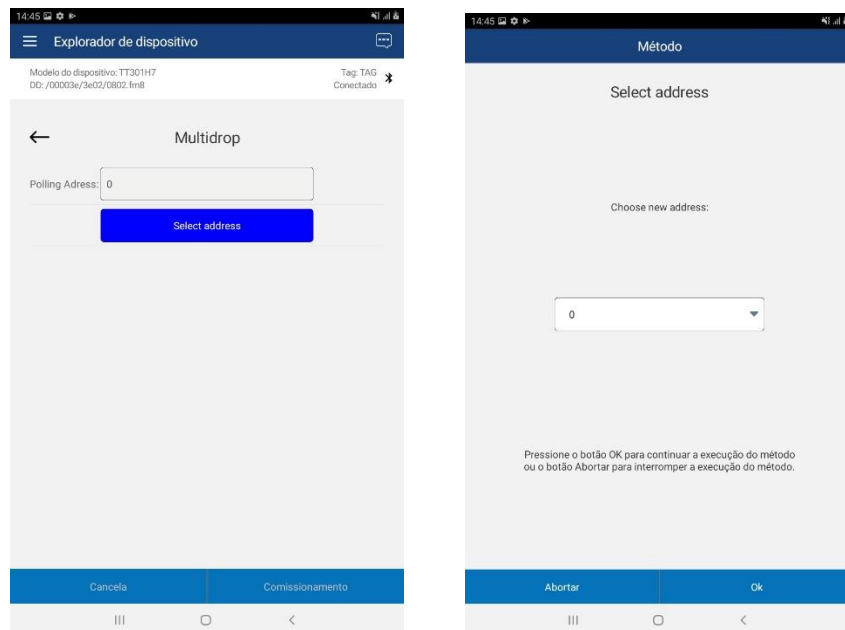 14:45
Explorador de dispositivo
Modelo do dispositivo: TT301H7
DD: /00003e/3e02/0802.fm8
Tag: TAG
Conectado
Multidrop
Polling Adress: 0
Select address
Cancela
Comissionamento
14:45
Método
Select address
Choose new address:
0
Pressione o botão OK para continuar a execução do método
ou o botão Abortar para interromper a execução do método.
Abortar
Ok